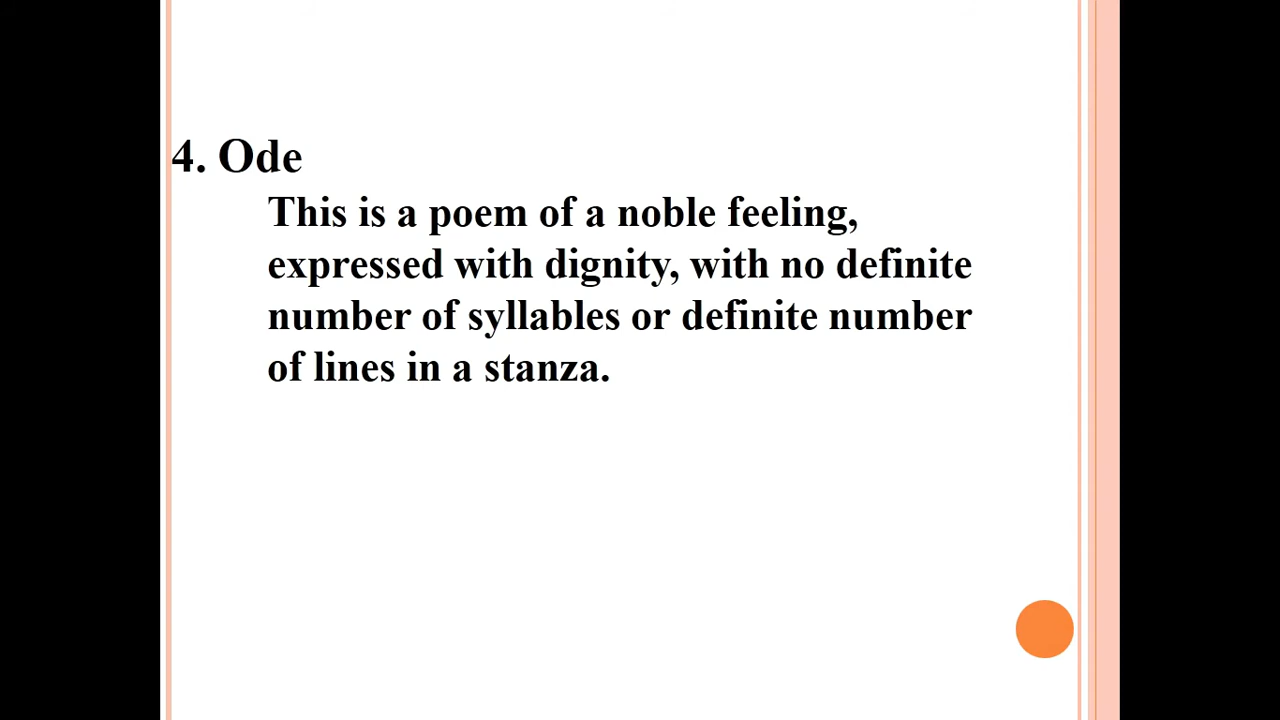 4. Ode
This is a poem of a noble feeling,
expressed with dignity, with no definite
number of syllables or definite number
of lines in a stanza.